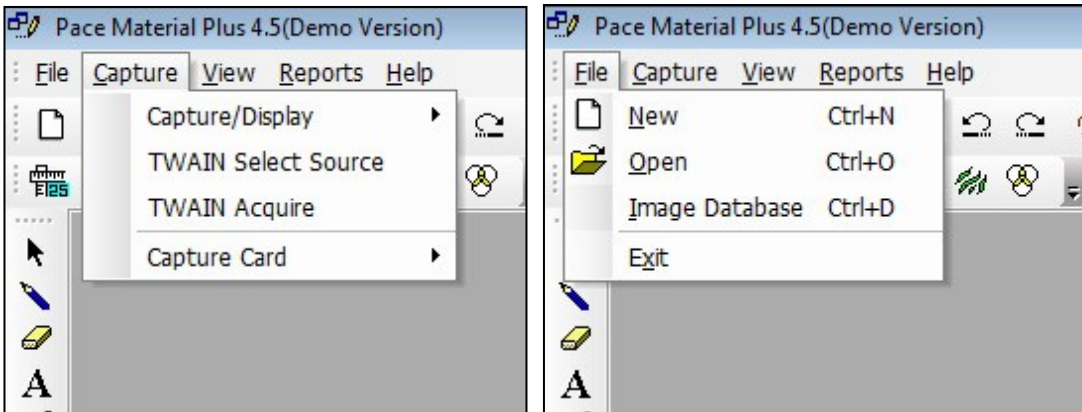 Pace Material Plus 4.5(Demo Version)
File Capture View Reports Help
Capture/Display
TWAIN Select Source
TWAIN Acquire
Capture Card
125
A
Pace Material Plus 4.5(Demo Version)
File Capture View Reports Help
New Ctrl+N
Open Ctrl+O
Image Database Ctrl+D
Exit
A